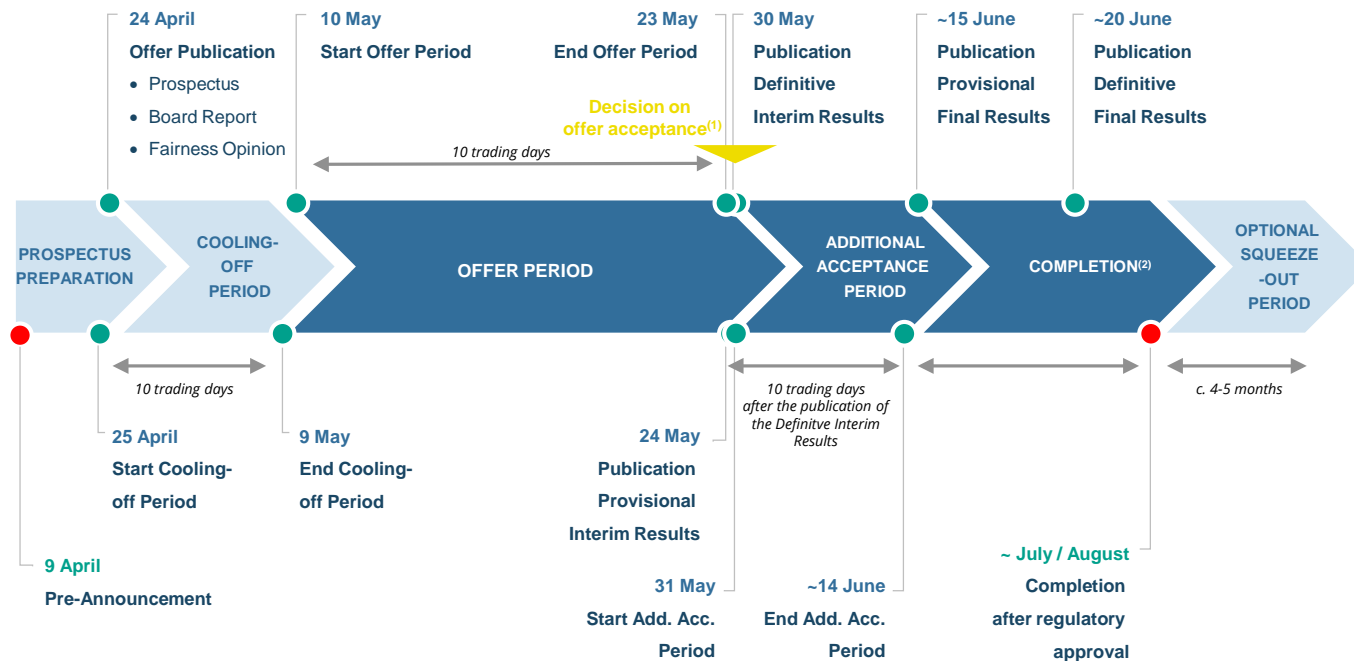 24 April
Offer Publication
• Prospectus
• Board Report
• Fairness Opinion
10 May
Start Offer Period
23 May
End Offer Period
30 May
Publication
Definitive
Interim Results
~15 June
Publication
Provisional
Final Results
~20 June
Publication
Definitive
Final Results
Decision on
offer acceptance(1)
10 trading days
PROSPECTUS
PREPARATION
COOLING-
OFF
PERIOD
OFFER PERIOD
ADDITIONAL
ACCEPTANCE
PERIOD
COMPLETION(2)
OPTIONAL
SQUEEZE
-OUT
PERIOD
10 trading days
10 trading days
after the publication of
the Definitve Interim
Results
c. 4-5 months
25 April
Start Cooling-
off Period
9 May
End Cooling-
off Period
24 May
Publication
Provisional
Interim Results
9 April
Pre-Announcement
31 May
Start Add. Acc.
Period
~14 June
End Add. Acc.
Period
~ July / August
Completion
after regulatory
approval